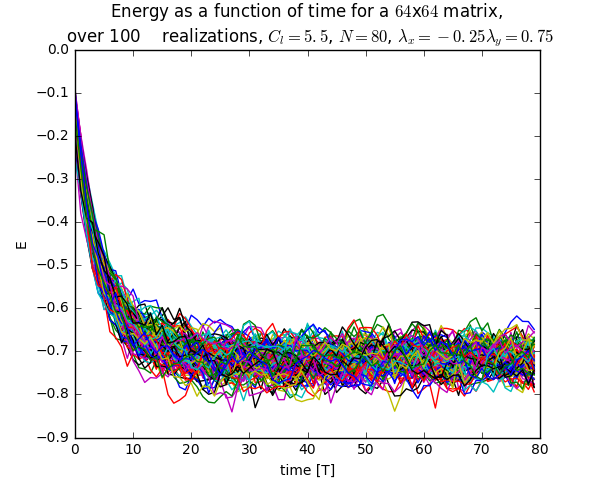 Energy as a function of time for a 64x64 matrix,
over 100    realizations, C_l = 5.5, N = 80, λ_x = −0.25λ_y = 0.75
0.0
−0.1
−0.2
−0.3
−0.4
−0.5
−0.6
−0.7
−0.8
−0.9
E
0 10 20 30 40 50 60 70 80
time [T]